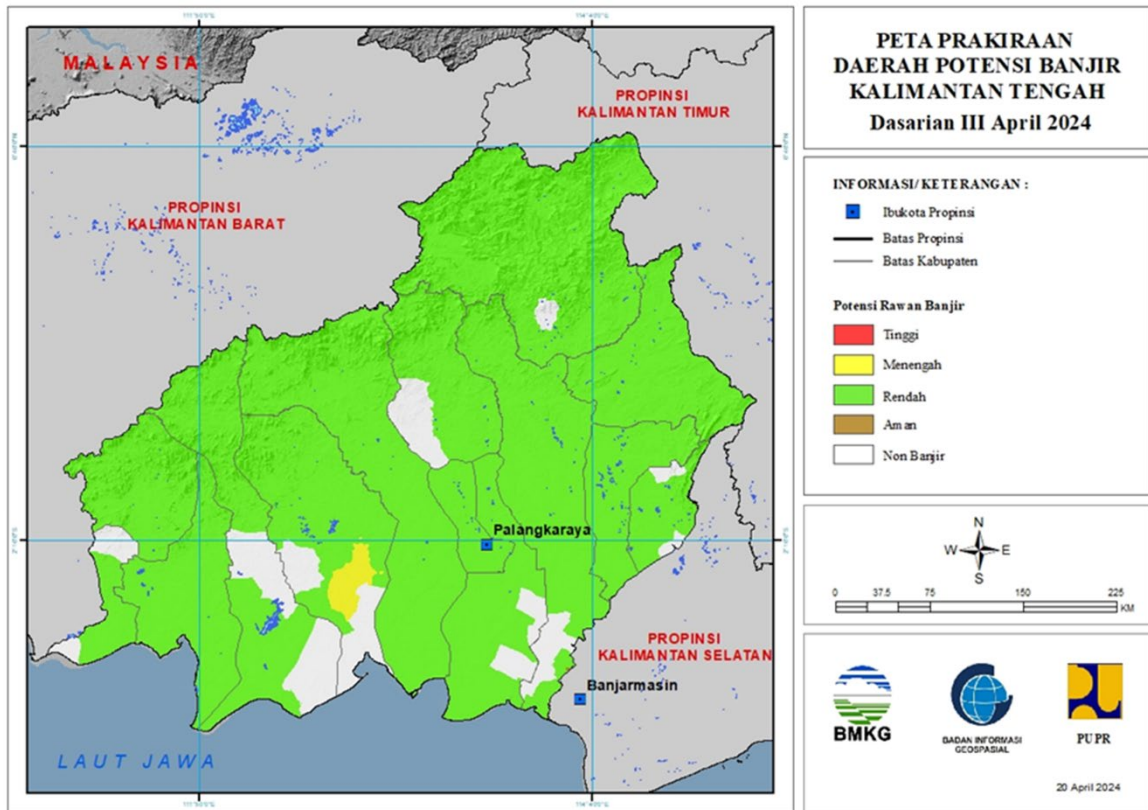 MALAYSIA
PROPINSI
KALIMANTAN TIMUR
PROPINSI
KALIMANTAN BARAT
Palangkaraya
PROPINSI
KALIMANTAN SELATAN
Banjarmasin
LAUT JAWA
PETA PRAKIRAAN
DAERAH POTENSI BANJIR
KALIMANTAN TENGAH
Dasarian III April 2024
INFORMASI/KETERANGAN :
Ibukota Propinsi
Batas Propinsi
Batas Kabupaten
Potensi Rawan Banjir
Tinggi
Menengah
Rendah
Aman
Non Banjir
N
W E
S
0 37.5 75 150 225
KM
BMKG
BADAN INFORMASI
GEOSPASIAL
PUPR
20 April 2024